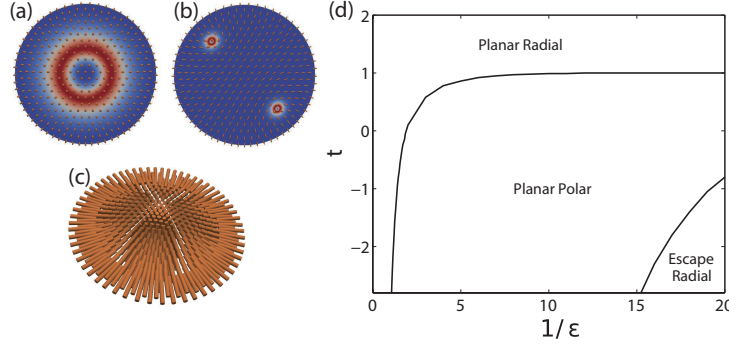 (a)
(b)
(c)
(d)
Planar Radial
Planar Polar
Escape
Radial
t
2
1
0
−1
−2
0
5
10
15
20
1/ε